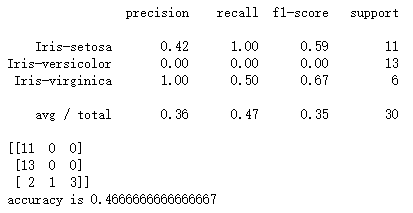 precision recall f1-score support
Iris-setosa 0.42 1.00 0.59 11
Iris-versicolor 0.00 0.00 0.00 13
Iris-virginica 1.00 0.50 0.67 6
avg / total 0.36 0.47 0.35 30
[[11 0 0]
[13 0 0]
[ 2 1 3]]
accuracy is 0.4666666666666667